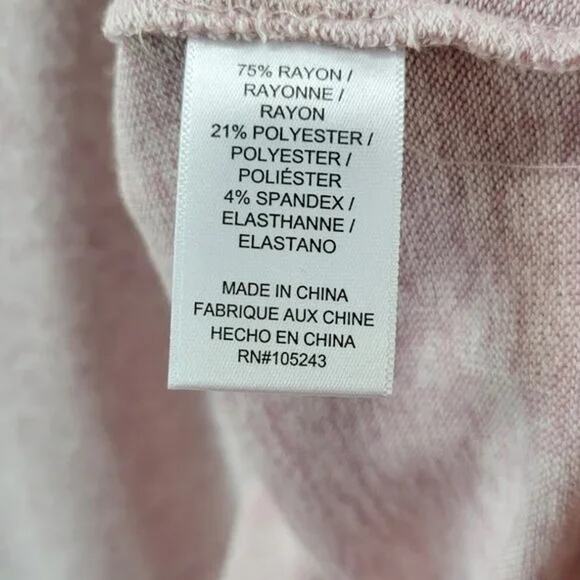 75% RAYON /
RAYONNE /
RAYON
21% POLYESTER /
POLYESTER /
POLIÉSTER
4% SPANDEX /
ELASTHANNE /
ELASTANO
MADE IN CHINA
FABRIQUE AUX CHINE
HECHO EN CHINA
RN#105243